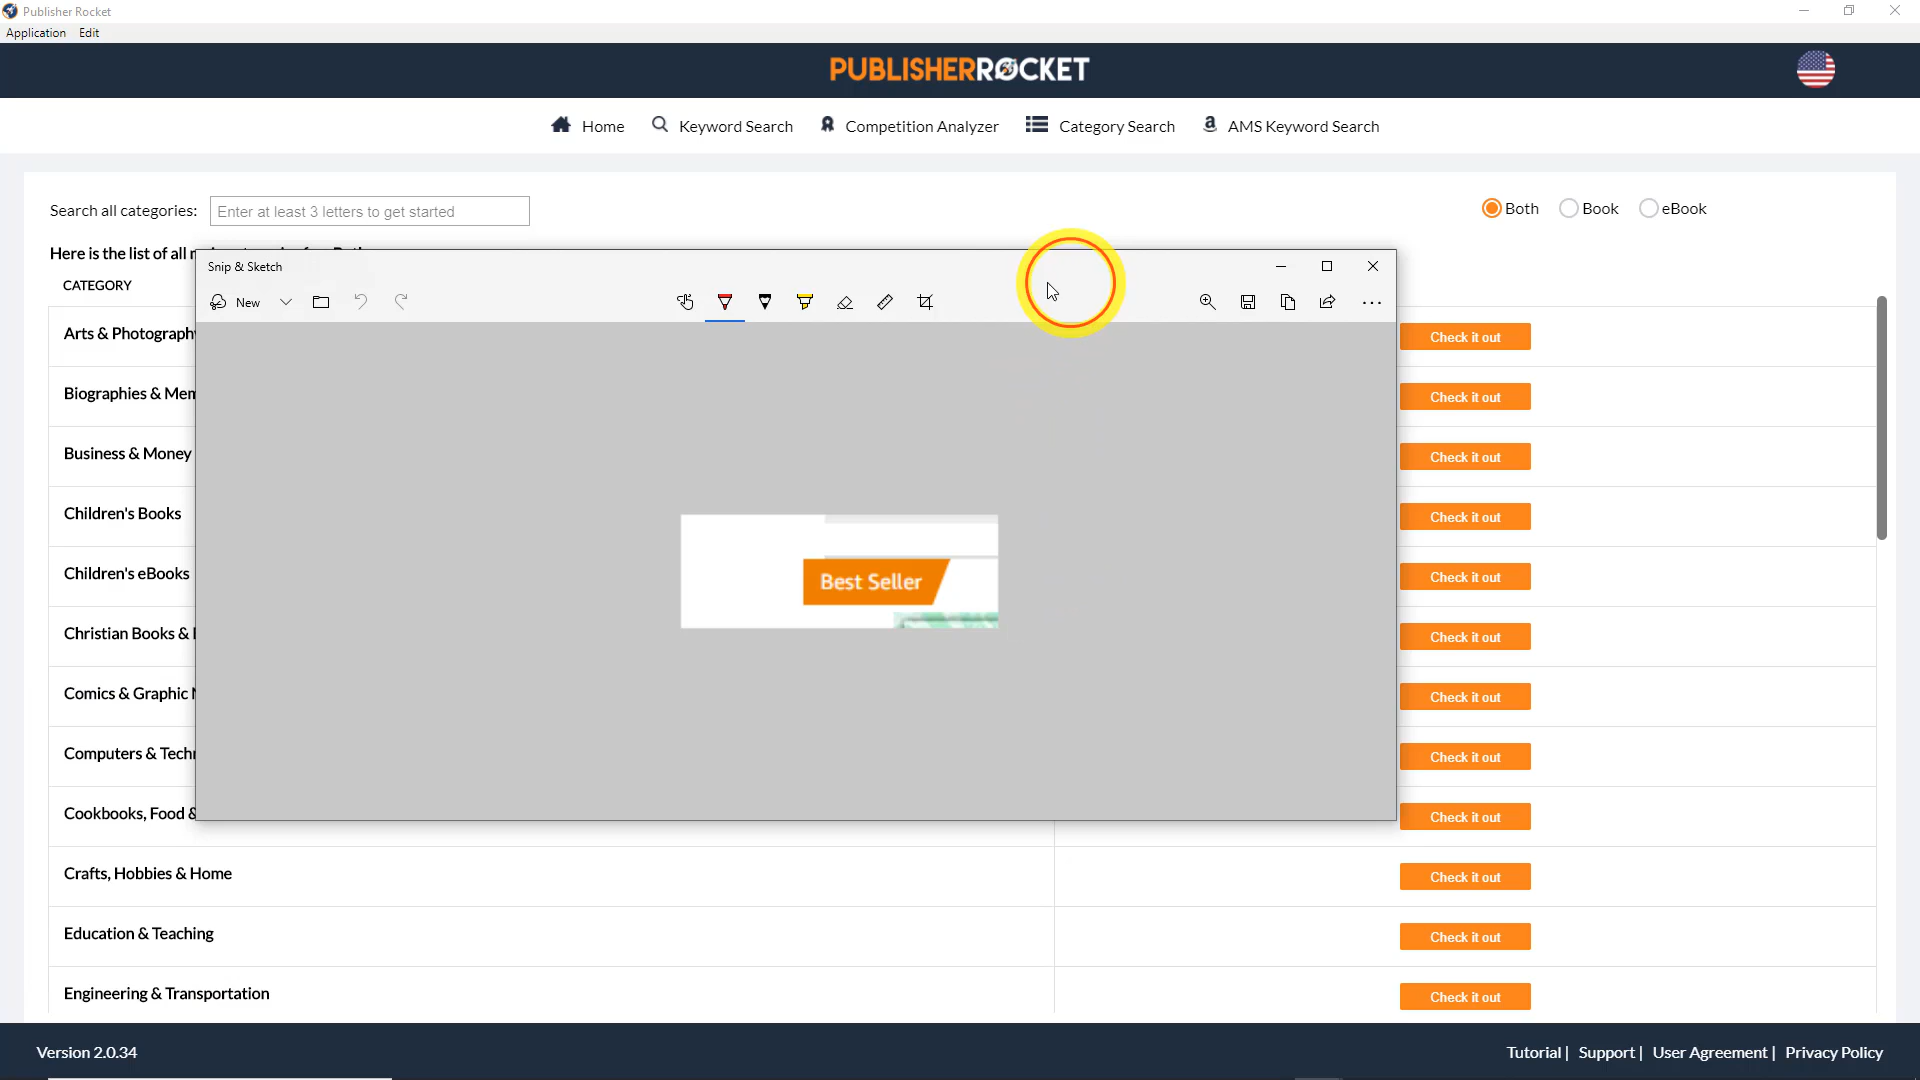 Publisher Rocket
Application Edit
PUBLISHERROCKET
Home Keyword Search Competition Analyzer Category Search AMS Keyword Search
Search all categories: Enter at least 3 letters to get started Both Book eBook
Here is the list of all
CATEGORY
Snip & Sketch
New
Arts & Photography Check it out
Biographies & Mem Check it out
Business & Money Check it out
Children's Books Check it out
Children's eBooks Check it out
Best Seller
Christian Books & Check it out
Comics & Graphic Check it out
Computers & Techn Check it out
Cookbooks, Food & Check it out
Crafts, Hobbies & Home Check it out
Education & Teaching Check it out
Engineering & Transportation Check it out
Version 2.0.34 Tutorial | Support | User Agreement | Privacy Policy